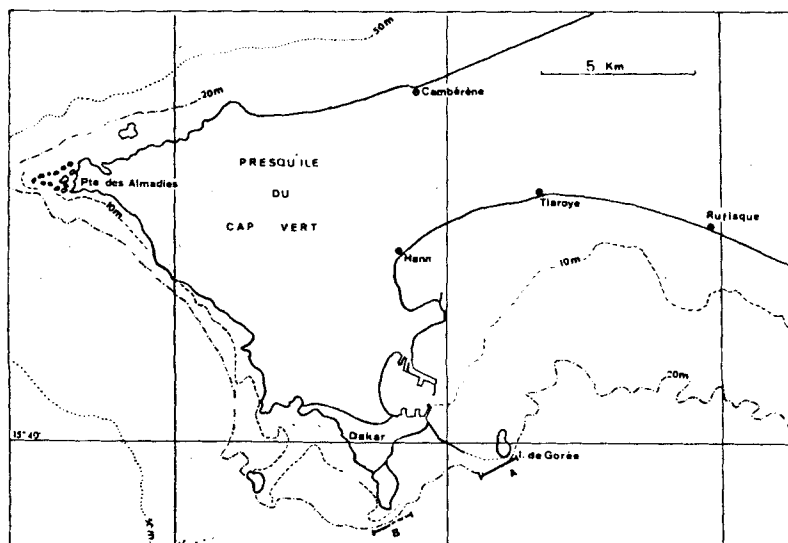 50m
20m
5 Km
Cambérène
PRESQU'ILE
DU
CAP VERT
Pte des Almadies
10m
Tiaroye
Rufisque
Hann
10m
20m
15°40'
Dakar
I. de Gorée
A
B